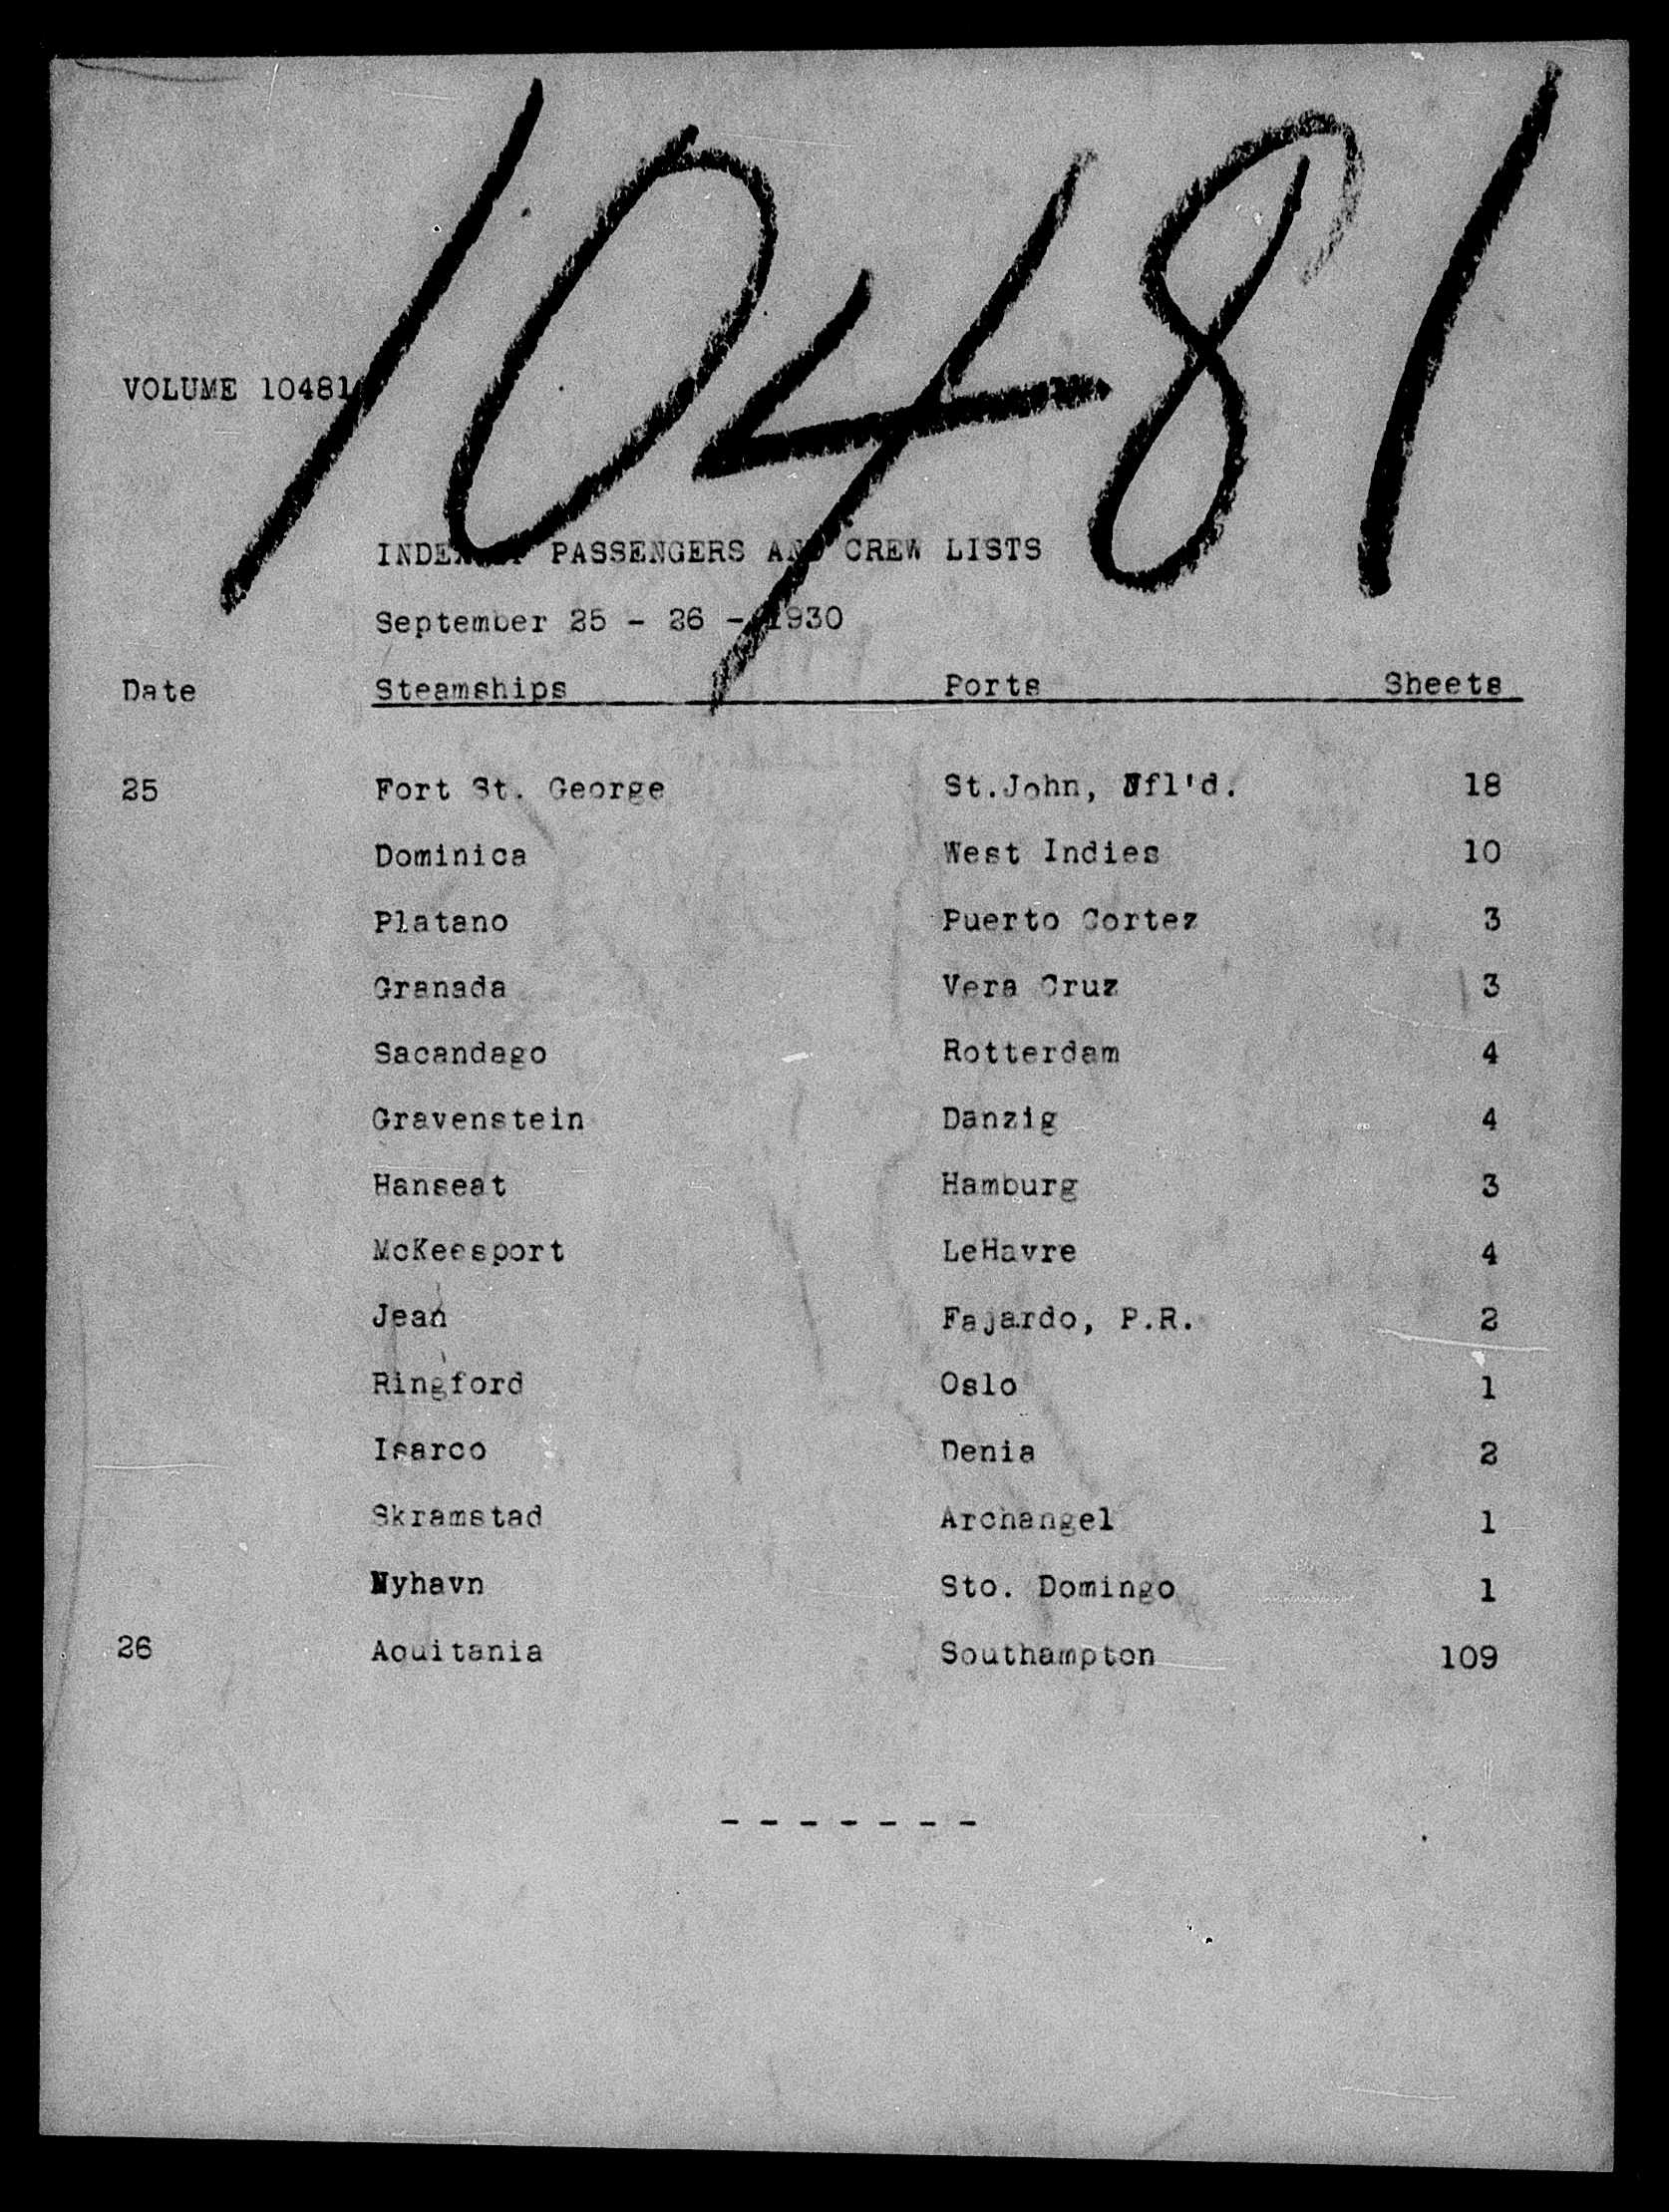 10481
VOLUME 10481
INDEX OF PASSENGERS AND CREW LISTS
September 25 - 26 - 1930
Date Steamships Ports Sheets
25 Fort St. George St.John, Nfl'd. 18
Dominica West Indies 10
Platano Puerto Cortez 3
Granada Vera Cruz 3
Sacandago Rotterdam 4
Gravenstein Danzig 4
Hanseat Hamburg 3
McKeesport LeHavre 4
Jean Fajardo, P.R. 2
Ringford Oslo 1
Isarco Denia 2
Skramstad Archangel 1
Nyhavn Sto. Domingo 1
26 Aquitania Southampton 109
- - - - - - -